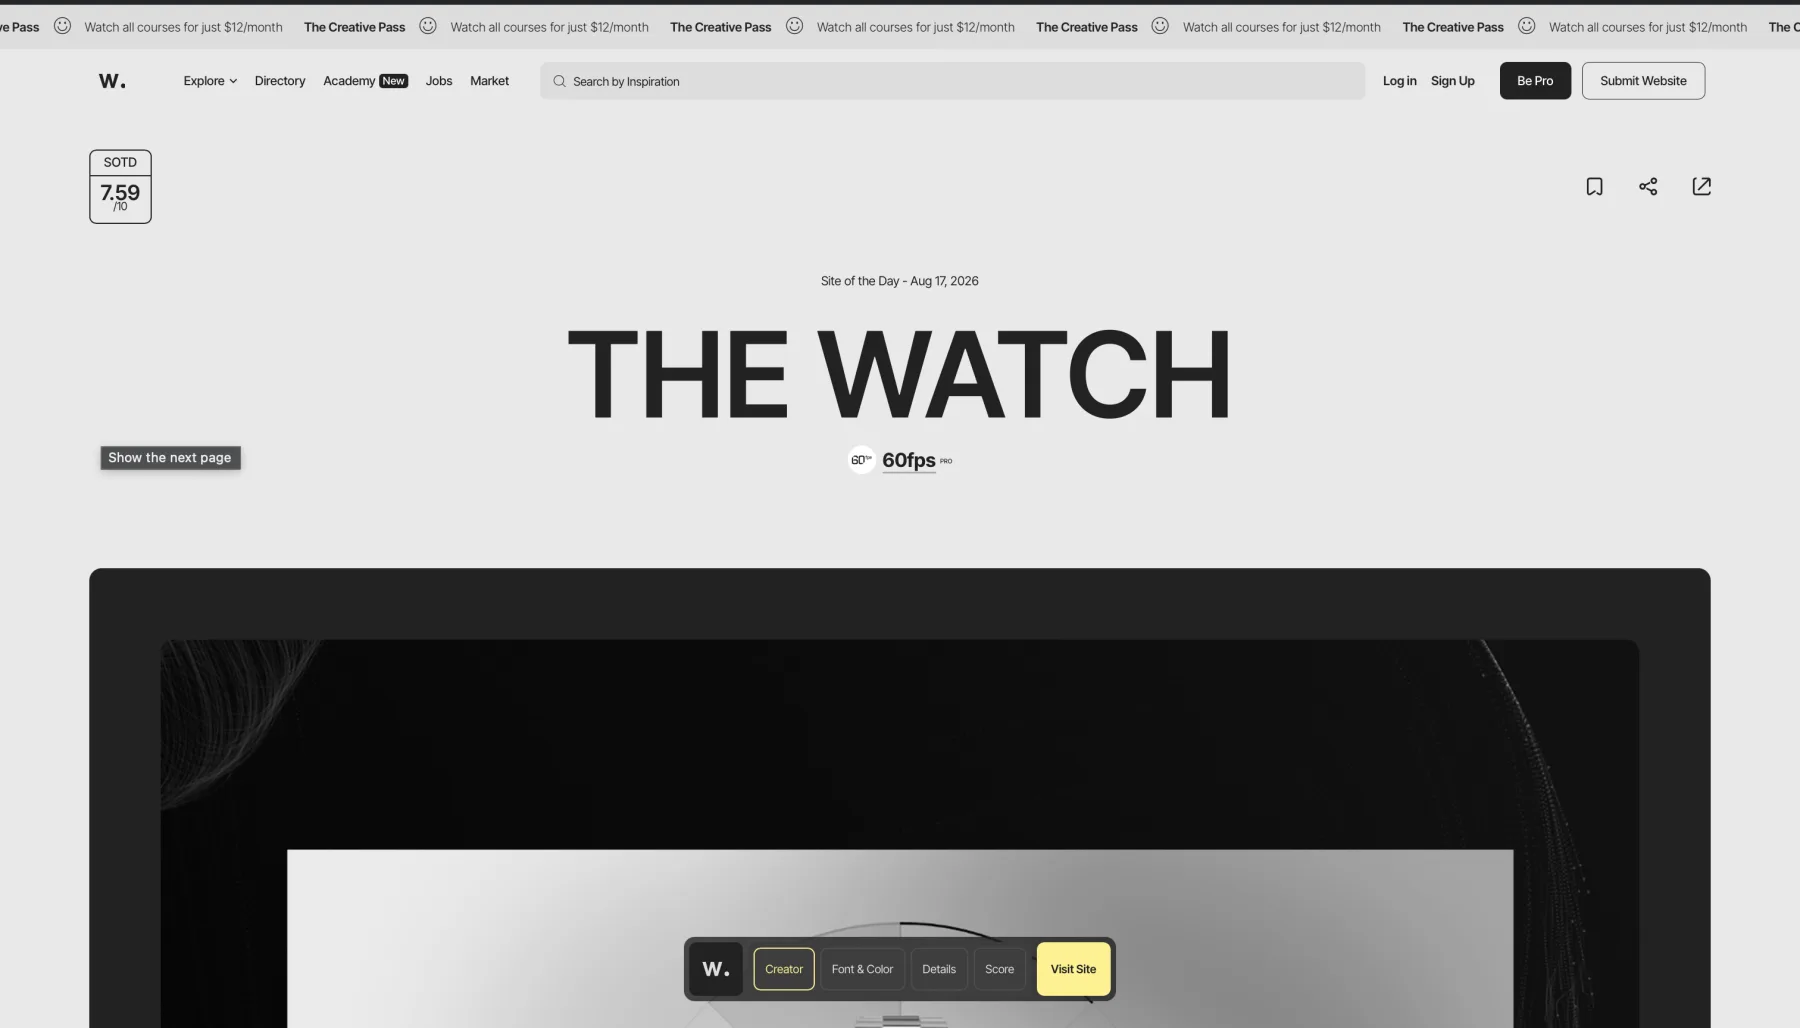 ve Pass Watch all courses for just $12/month The Creative Pass Watch all courses for just $12/month The Creative Pass Watch all courses for just $12/month The Creative Pass Watch all courses for just $12/month The Creative Pass Watch all courses for just $12/month The C
W. Explore Directory Academy New Jobs Market Search by Inspiration Log in Sign Up Be Pro Submit Website
SOTD
7.59
/10
Site of the Day - Aug 17, 2026
THE WATCH
Show the next page
60fps 60fps PRO
W. Creator Font & Color Details Score Visit Site